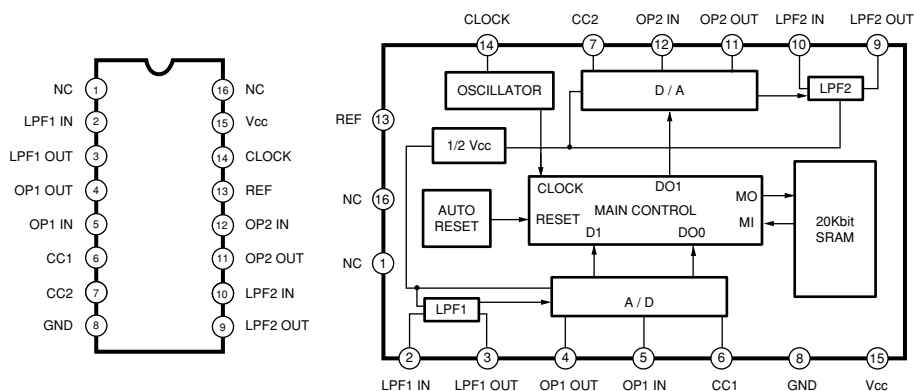 NC 1
LPF1 IN 2
LPF1 OUT 3
OP1 OUT 4
OP1 IN 5
CC1 6
CC2 7
GND 8
16 NC
15 Vcc
14 CLOCK
13 REF
12 OP2 IN
11 OP2 OUT
10 LPF2 IN
9 LPF2 OUT
CLOCK CC2 OP2 IN OP2 OUT LPF2 IN LPF2 OUT
14 7 12 11 10 9
OSCILLATOR
D / A
LPF2
REF 13
1/2 Vcc
NC 16
AUTO
RESET
CLOCK
DO1
RESET
MAIN CONTROL
D1
DO0
MO
MI
20Kbit
SRAM
NC 1
LPF1
A / D
2 3 4 5 6 8 15
LPF1 IN LPF1 OUT OP1 OUT OP1 IN CC1 GND Vcc